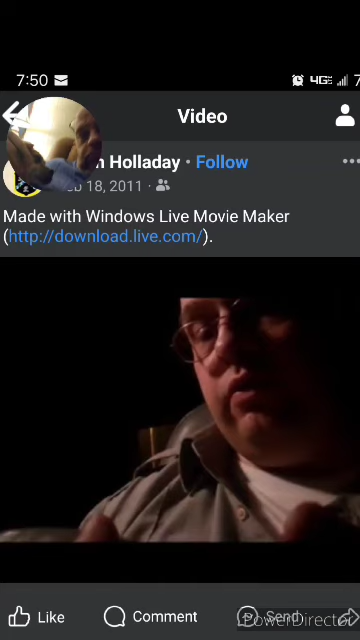 7:50 4G
Video
n Holladay · Follow
b 18, 2011 ·
Made with Windows Live Movie Maker
(http://download.live.com/).
Like Comment Send
PowerDirector